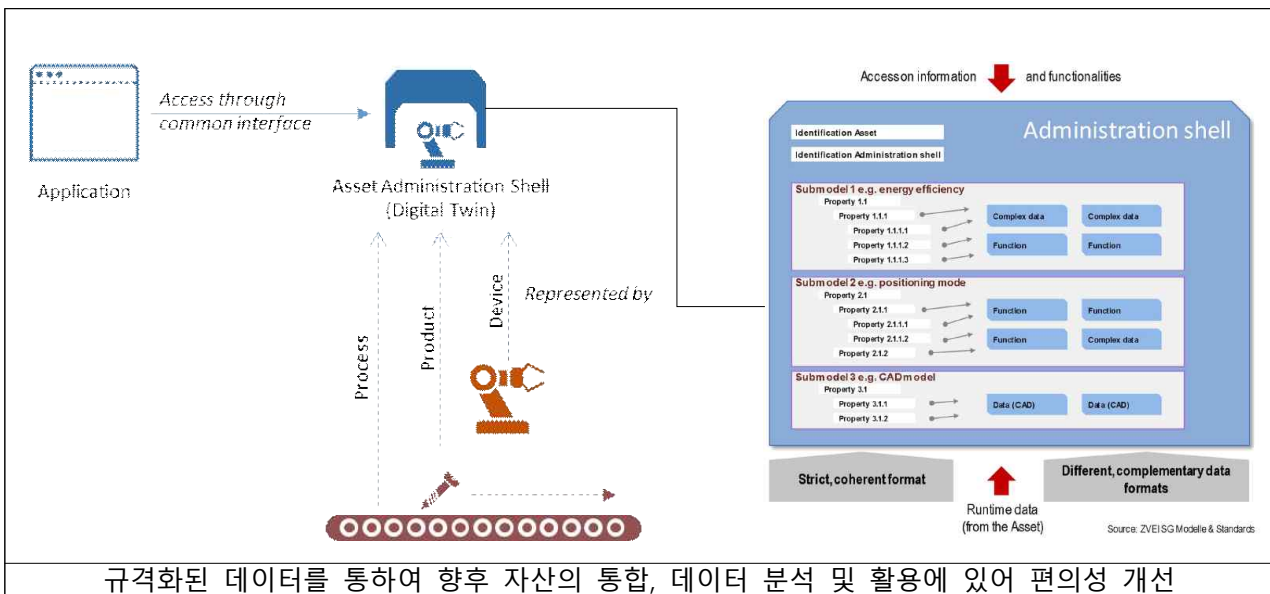 Application
Access through
common interface
Asset Administration Shell
(Digital Twin)
Process
Product
Device
Represented by
Accesson information and functionalities
Administration shell
Identification Asset
Identification Administration shell
Submodel 1 e.g. energy efficiency
Property 1.1
Property 1.1.1
Property 1.1.1.1
Property 1.1.1.2
Property 1.1.1.3
Complex data Complex data
Function Function
Submodel 2 e.g. positioning mode
Property 2.1
Property 2.1.1
Property 2.1.1.1
Property 2.1.1.2
Property 2.1.2
Function Function
Function Complex data
Submodel 3 e.g. CAD model
Property 3.1
Property 3.1.1
Property 3.1.2
Data (CAD) Data (CAD)
Strict, coherent format
Runtime data
(from the Asset)
Different, complementary data
formats
Source: ZVEI SG Modelle & Standards
규격화된 데이터를 통하여 향후 자산의 통합, 데이터 분석 및 활용에 있어 편의성 개선